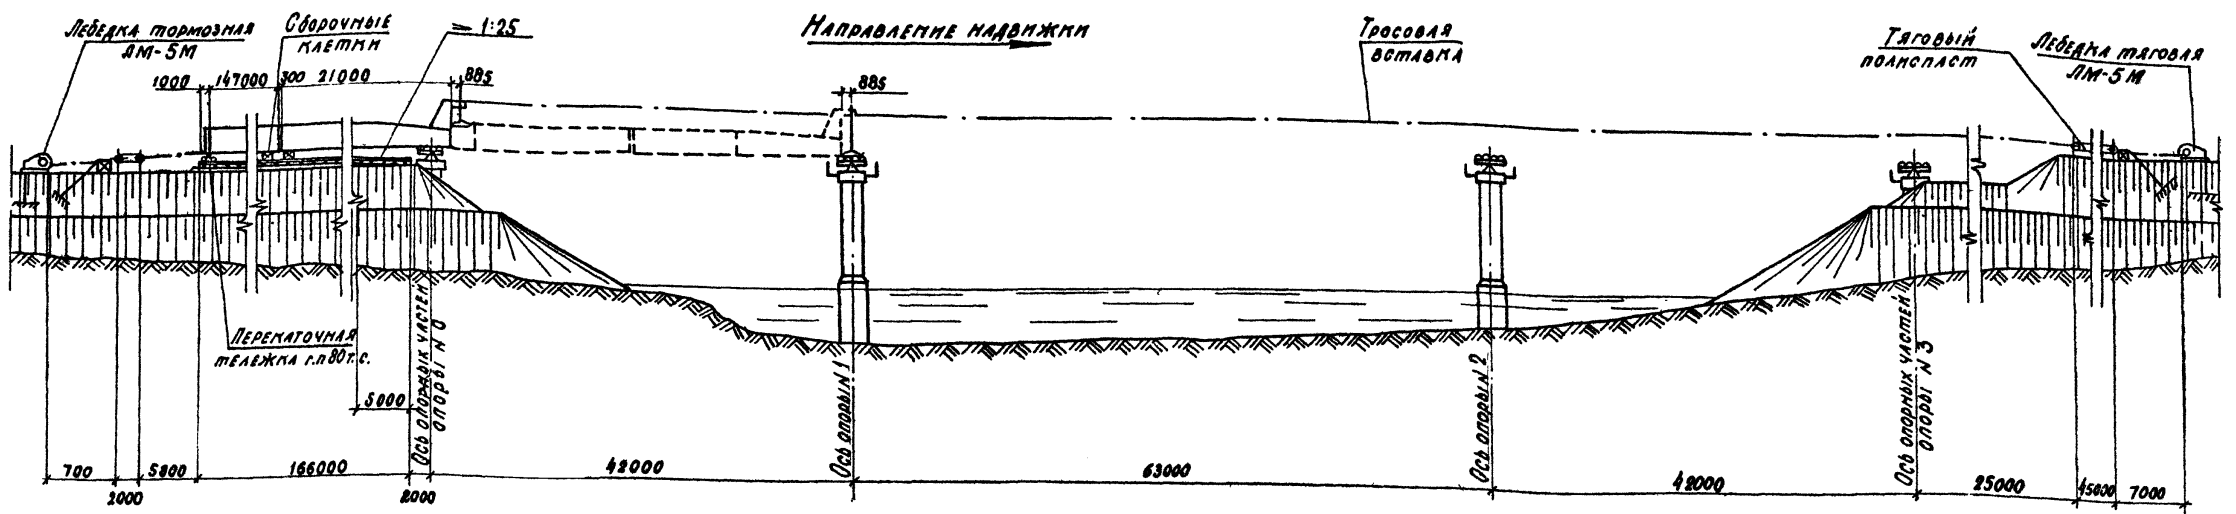 Лебедка тормозная
ЛМ-5М
Сборочные
клетки
1:25
Направление надвижки
Тросовая
вставка
Тяговый
полиспаст
Лебедка тяговая
ЛМ-5М
1000
147000
300
21000
885
885
Перекаточная
тележка г.п 80т.с.
5000
Ось опорных частей
опоры N 0
Ось опоры N 1
Ось опоры N 2
Ось опорных частей
опоры N 3
700
2000
5800
166000
2000
42000
63000
42000
25000
45000
7000